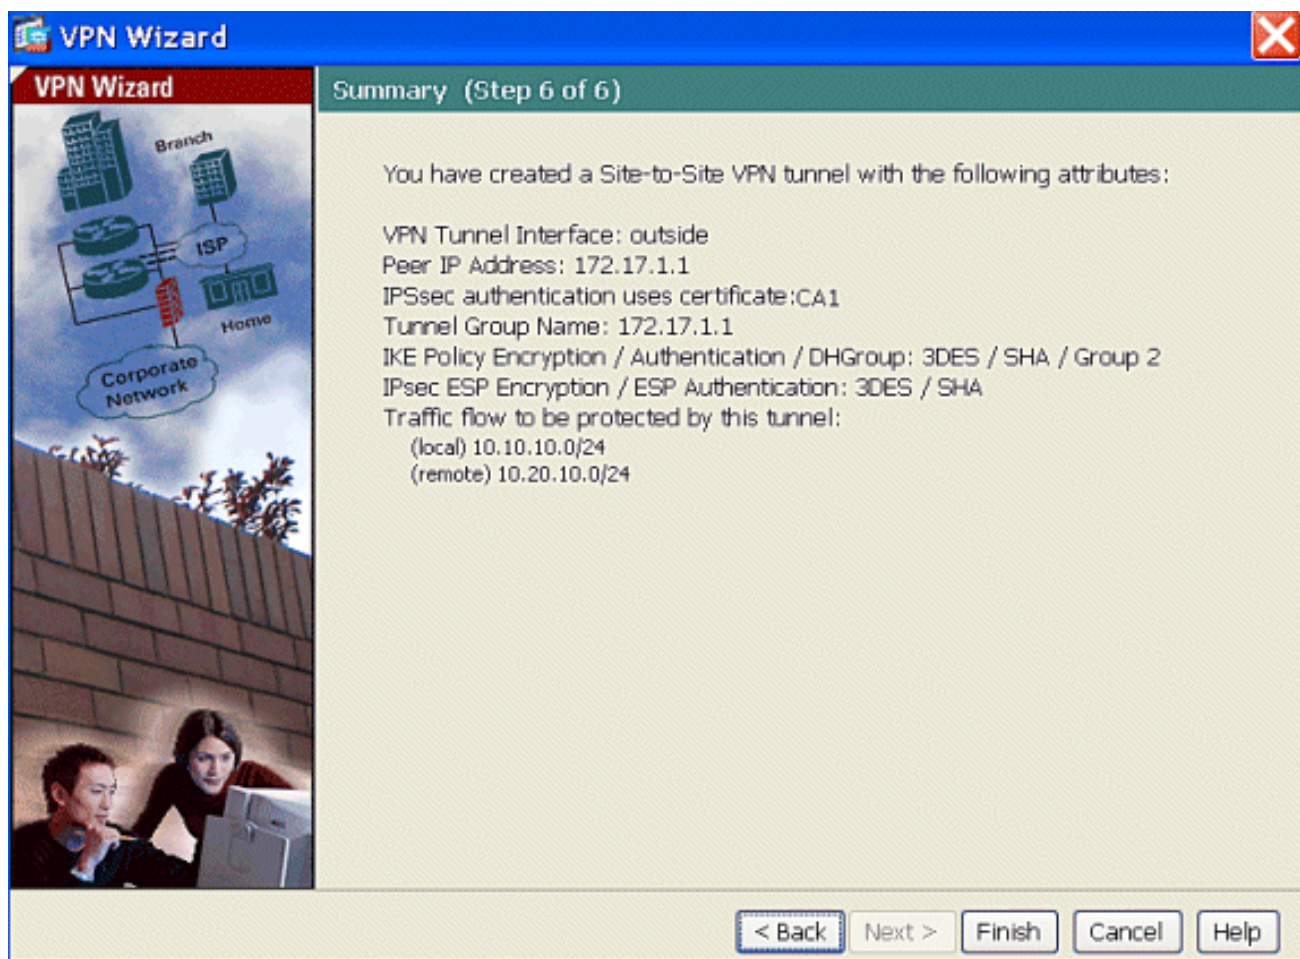 VPN Wizard
VPN Wizard
Branch
ISP
Home
Corporate
Network
Summary (Step 6 of 6)
You have created a Site-to-Site VPN tunnel with the following attributes:
VPN Tunnel Interface: outside
Peer IP Address: 172.17.1.1
IPSsec authentication uses certificate:CA1
Tunnel Group Name: 172.17.1.1
IKE Policy Encryption / Authentication / DHGroup: 3DES / SHA / Group 2
IPsec ESP Encryption / ESP Authentication: 3DES / SHA
Traffic flow to be protected by this tunnel:
(local) 10.10.10.0/24
(remote) 10.20.10.0/24
< Back Next > Finish Cancel Help